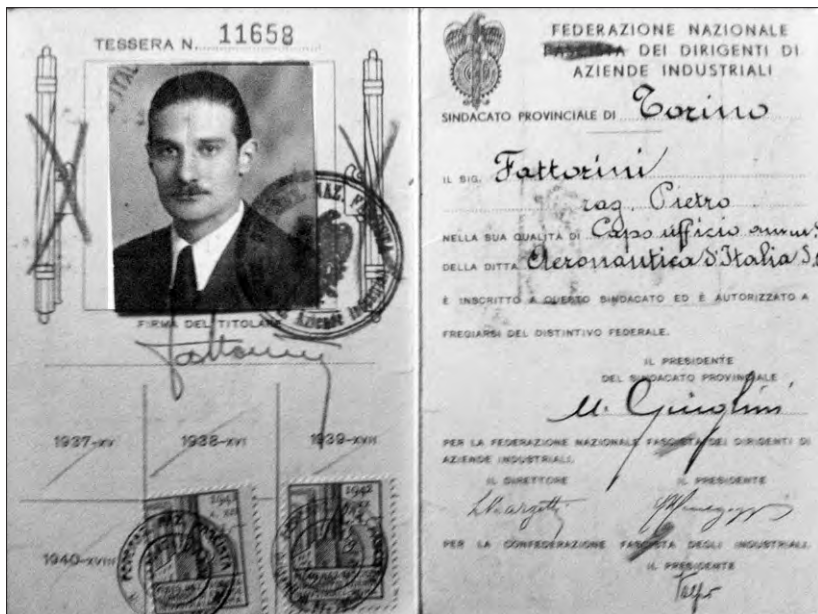 TESSERA N. 11658
FIRMA DEL TITOLARE
Fattorini
1937-XV 1938-XVI 1939-XVII
1942
1942
1940-XVIII
FEDERAZIONE NAZIONALE
FASCISTA DEI DIRIGENTI DI
AZIENDE INDUSTRIALI
SINDACATO PROVINCIALE DI Torino
IL SIG. Fattorini
rag. Pietro
NELLA SUA QUALITÀ DI Capo ufficio
DELLA DITTA Aeronautica d'Italia S.
È INSCRITTO A QUESTO SINDACATO ED È AUTORIZZATO A
FREGIARSI DEL DISTINTIVO FEDERALE.
IL PRESIDENTE
DEL SINDACATO PROVINCIALE
PER LA FEDERAZIONE NAZIONALE FASCISTA DEI DIRIGENTI DI
AZIENDE INDUSTRIALI.
IL DIRETTORE IL PRESIDENTE
PER LA CONFEDERAZIONE FASCISTA DEGLI INDUSTRIALI.
IL PRESIDENTE